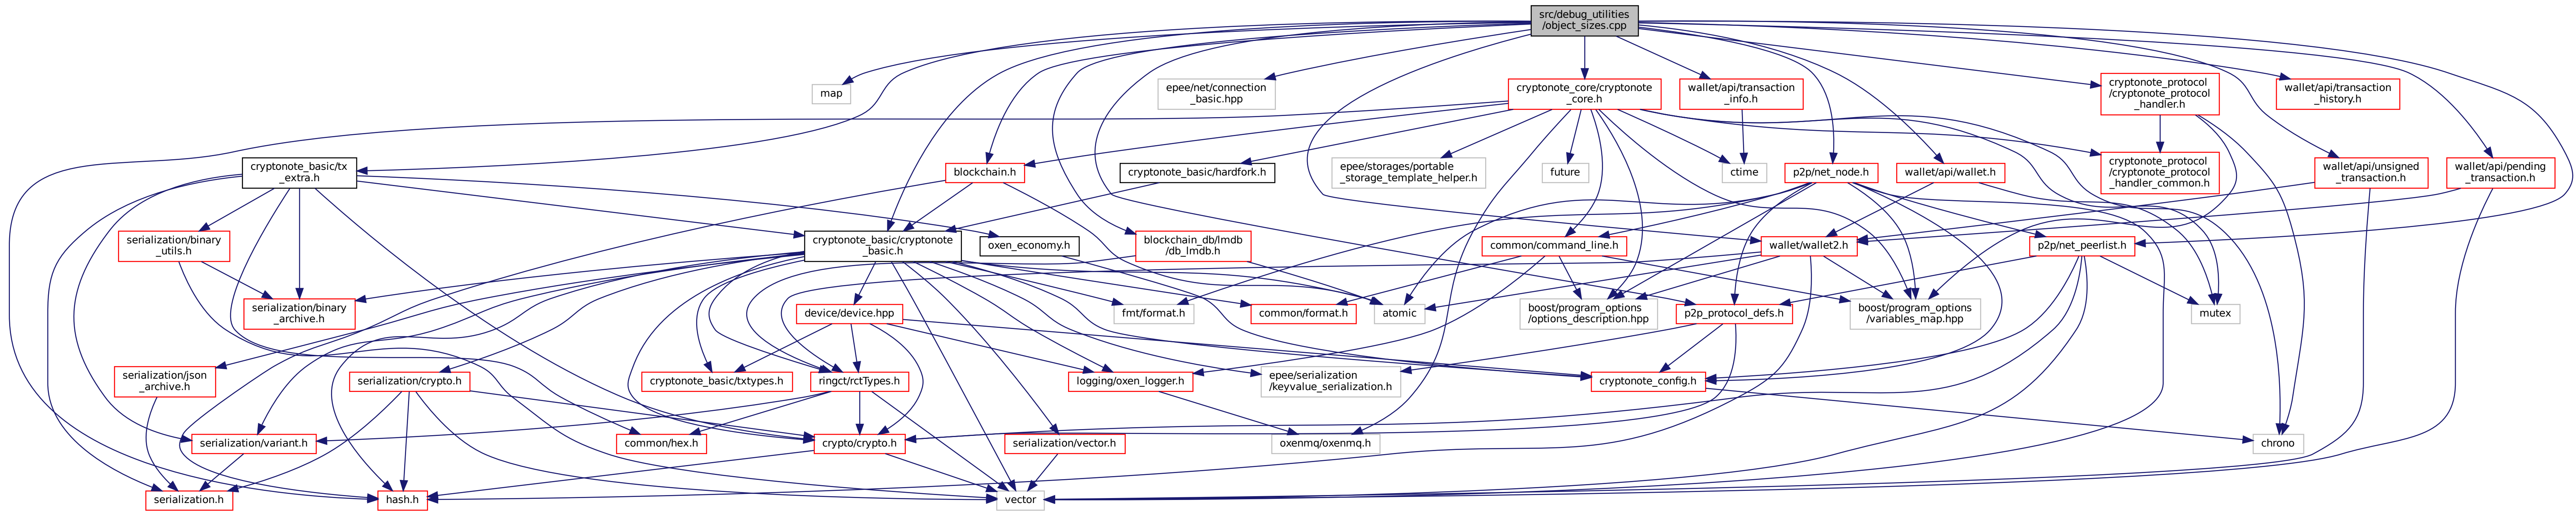 src/debug_utilities
/object_sizes.cpp
map
epee/net/connection
_basic.hpp
cryptonote_core/cryptonote
_core.h
wallet/api/transaction
_info.h
cryptonote_protocol
/cryptonote_protocol
_handler.h
wallet/api/transaction
_history.h
cryptonote_basic/tx
_extra.h
blockchain.h
cryptonote_basic/hardfork.h
epee/storages/portable
_storage_template_helper.h
future
ctime
p2p/net_node.h
wallet/api/wallet.h
cryptonote_protocol
/cryptonote_protocol
_handler_common.h
wallet/api/unsigned
_transaction.h
wallet/api/pending
_transaction.h
serialization/binary
_utils.h
cryptonote_basic/cryptonote
_basic.h
oxen_economy.h
blockchain_db/lmdb
/db_lmdb.h
common/command_line.h
wallet/wallet2.h
p2p/net_peerlist.h
serialization/binary
_archive.h
device/device.hpp
fmt/format.h
common/format.h
atomic
boost/program_options
/options_description.hpp
p2p_protocol_defs.h
boost/program_options
/variables_map.hpp
mutex
serialization/json
_archive.h
serialization/crypto.h
cryptonote_basic/txtypes.h
ringct/rctTypes.h
logging/oxen_logger.h
epee/serialization
/keyvalue_serialization.h
cryptonote_config.h
serialization/variant.h
common/hex.h
crypto/crypto.h
serialization/vector.h
oxenmq/oxenmq.h
chrono
serialization.h
hash.h
vector